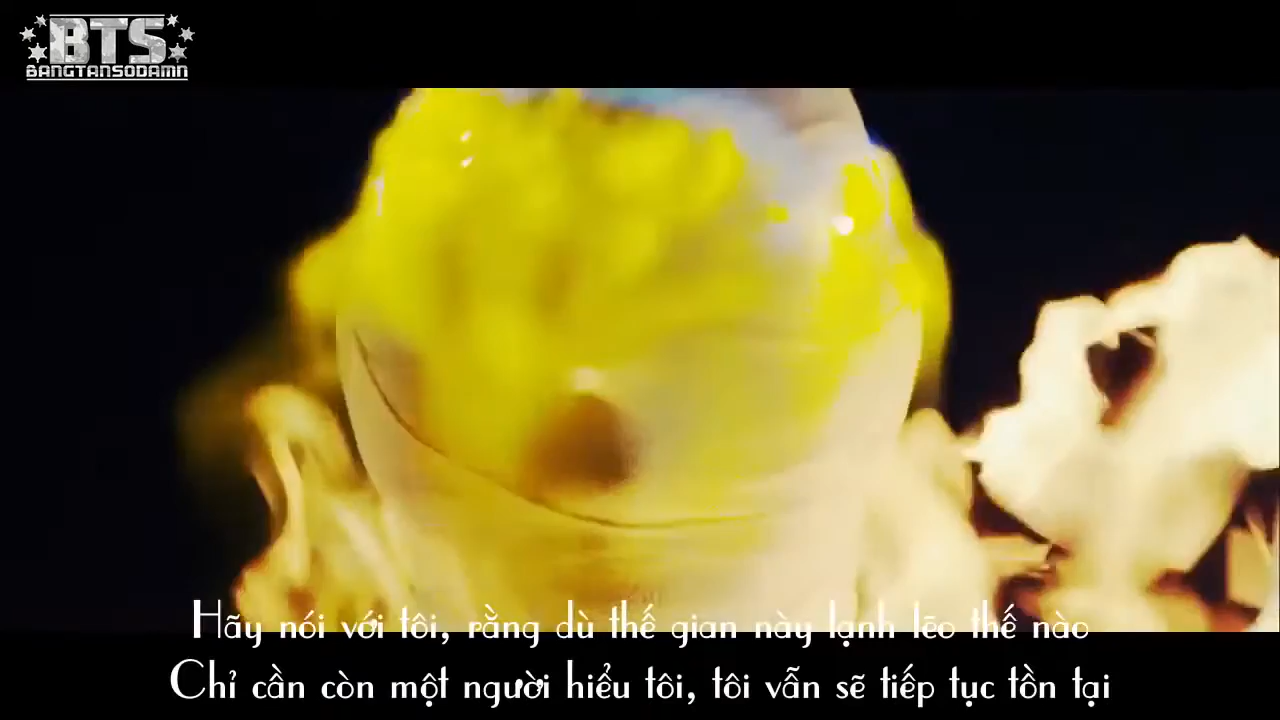 BTS
BANGTANSODAMN
Hãy nói với tôi, rằng dù thế gian này lạnh lẽo thế nào
Chỉ cần còn một người hiểu tôi, tôi vẫn sẽ tiếp tục tồn tại